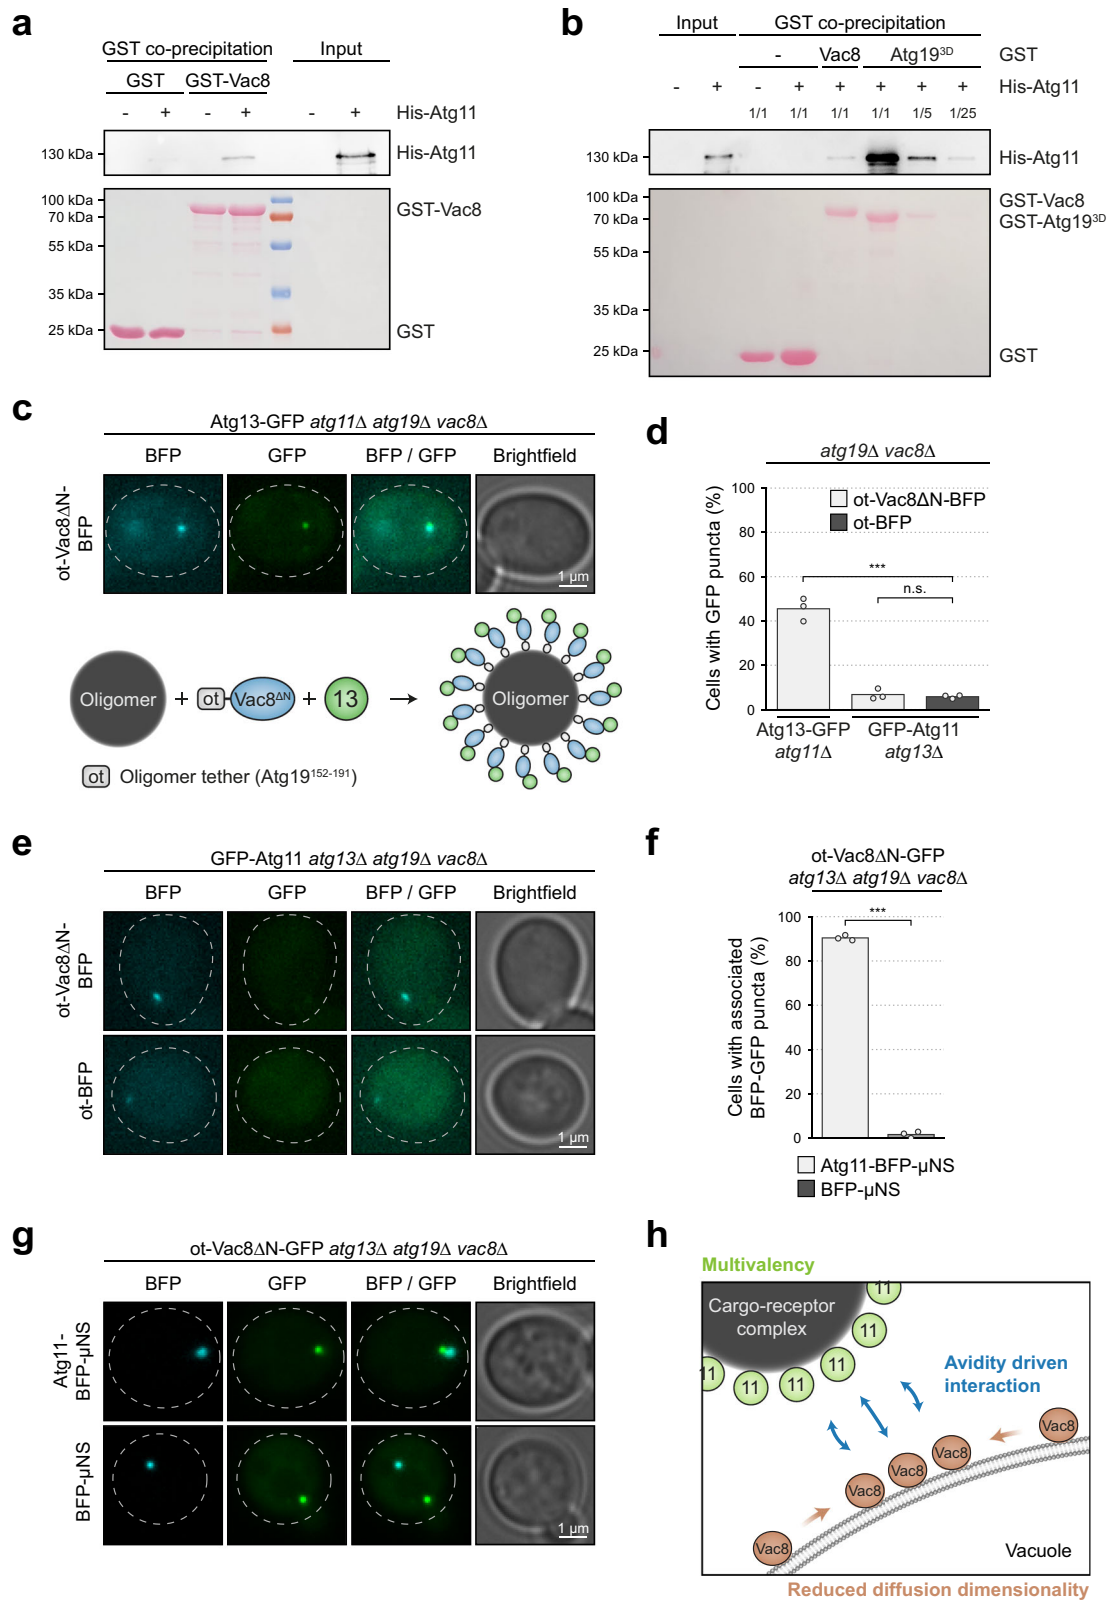 a
GST co-precipitation
Input
GST
GST-Vac8
- + - + - + His-Atg11
130 kDa
His-Atg11
100 kDa
70 kDa
55 kDa
35 kDa
25 kDa
GST-Vac8
GST
b
Input
GST co-precipitation
- Vac8 Atg19³ᴰ GST
- + - + + + + + His-Atg11
1/1 1/1 1/1 1/1 1/5 1/25
130 kDa
His-Atg11
100 kDa
70 kDa
55 kDa
35 kDa
25 kDa
GST-Vac8
GST-Atg19³ᴰ
GST
c
Atg13-GFP atg11Δ atg19Δ vac8Δ
BFP GFP BFP / GFP Brightfield
ot-Vac8ΔN-
BFP
1 µm
Oligomer + ot Vac8ᐃᴺ + 13 → Oligomer
ot Oligomer tether (Atg19¹⁵²⁻¹⁹¹)
d
atg19Δ vac8Δ
Cells with GFP puncta (%)
100
80
60
40
20
0
ot-Vac8ΔN-BFP
ot-BFP
***
n.s.
Atg13-GFP
atg11Δ
GFP-Atg11
atg13Δ
e
GFP-Atg11 atg13Δ atg19Δ vac8Δ
BFP GFP BFP / GFP Brightfield
ot-Vac8ΔN-
BFP
ot-BFP
1 µm
f
ot-Vac8ΔN-GFP
atg13Δ atg19Δ vac8Δ
Cells with associated
BFP-GFP puncta (%)
100
80
60
40
20
0
***
Atg11-BFP-µNS
BFP-µNS
g
ot-Vac8ΔN-GFP atg13Δ atg19Δ vac8Δ
BFP GFP BFP / GFP Brightfield
Atg11-
BFP-µNS
BFP-µNS
1 µm
h
Multivalency
Cargo-receptor
complex
11
11
11
11
11
11
Avidity driven
interaction
Vac8
Vac8
Vac8
Vac8
Vac8
Vacuole
Reduced diffusion dimensionality